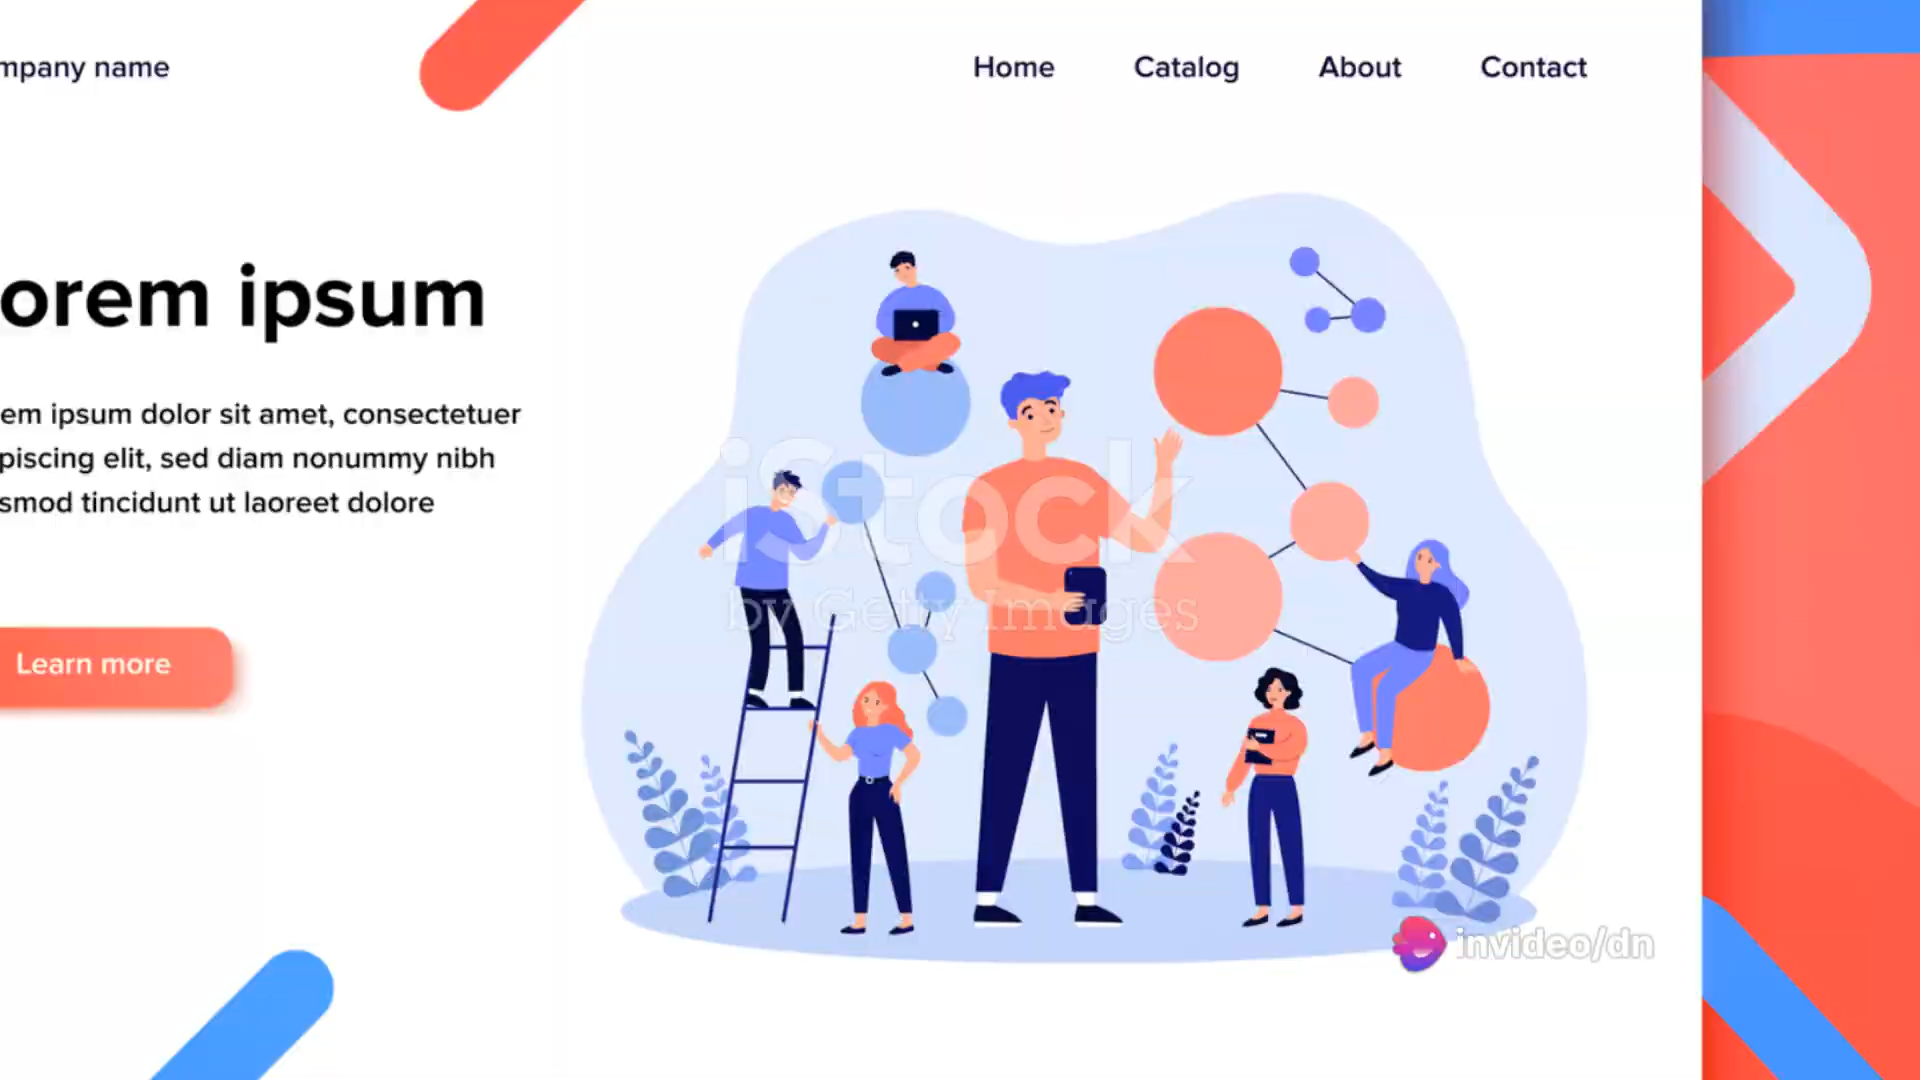 mpany name
Home Catalog About Contact
orem ipsum
em ipsum dolor sit amet, consectetuer
piscing elit, sed diam nonummy nibh
smod tincidunt ut laoreet dolore
Learn more
iStock
by Getty Images
invideo/dn